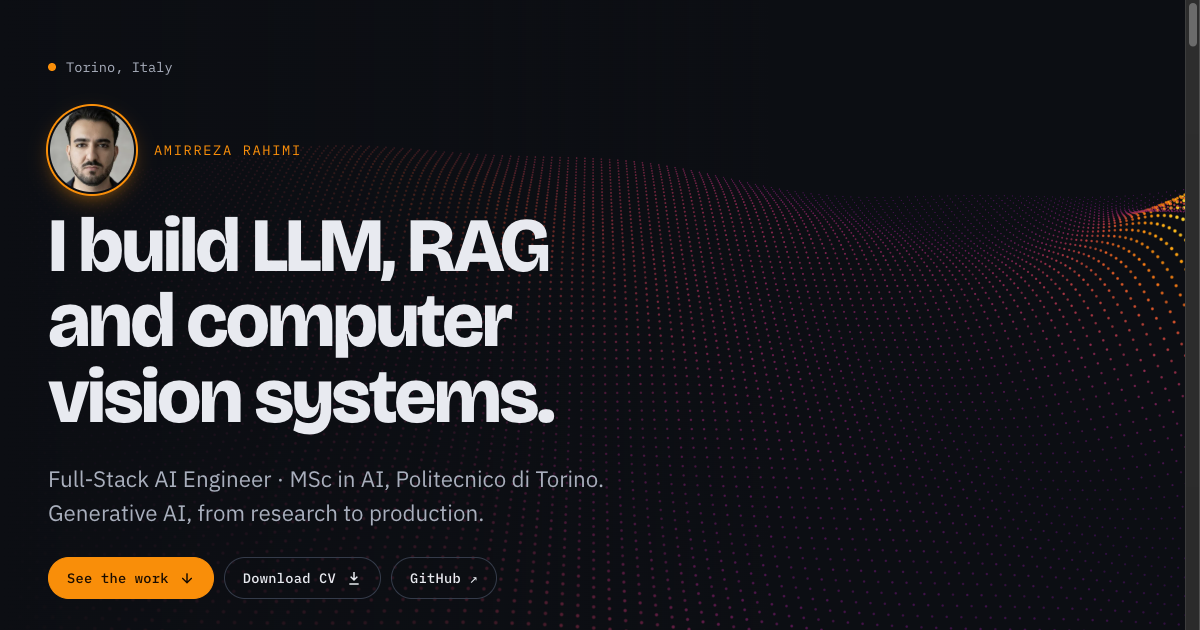 Torino, Italy
AMIRREZA RAHIMI
I build LLM, RAG
and computer
vision systems.
Full-Stack AI Engineer · MSc in AI, Politecnico di Torino.
Generative AI, from research to production.
See the work ↓
Download CV
GitHub ↗